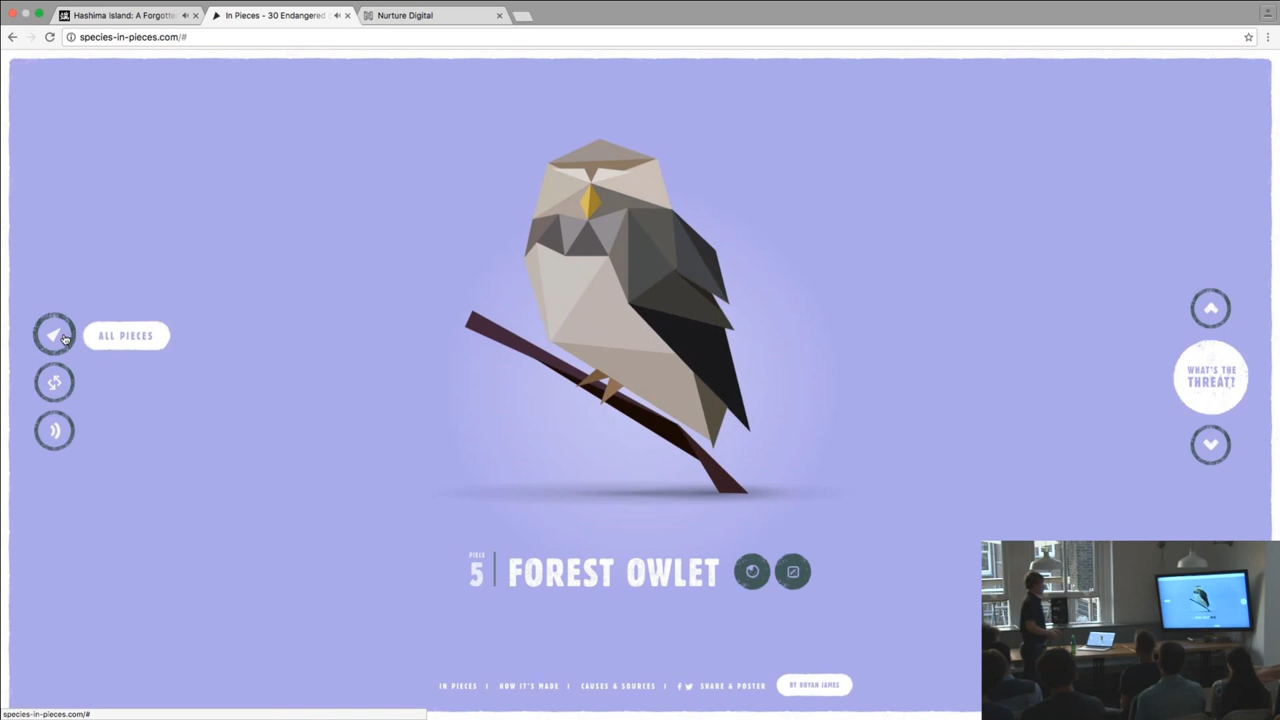 Hashima Island: A Forgotte
In Pieces - 30 Endangered
Nurture Digital
species-in-pieces.com/#
ALL PIECES
WHAT'S THE
THREAT?
PIECE
5
FOREST OWLET
IN PIECES | HOW IT'S MADE | CAUSES & SOURCES | SHARE & POSTER
BY BRYAN JAMES
species-in-pieces.com/#